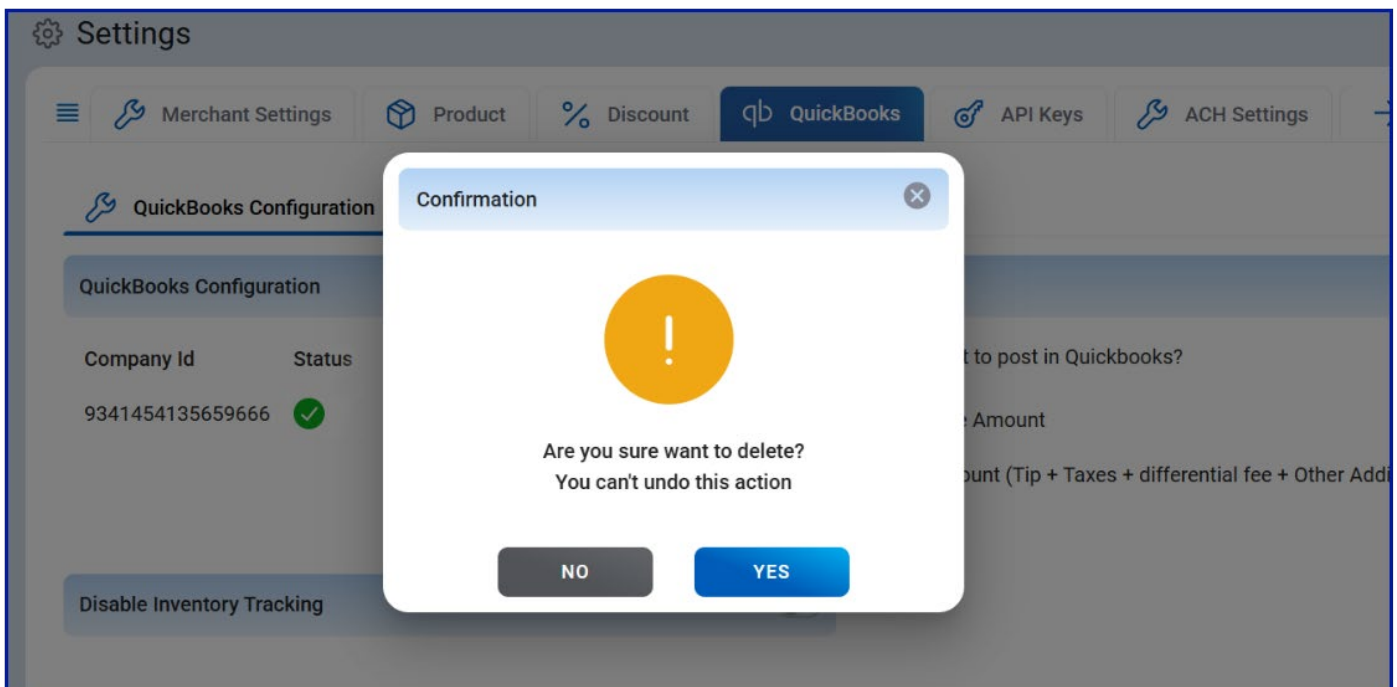 Settings
Merchant Settings Product Discount qb QuickBooks API Keys ACH Settings
QuickBooks Configuration
Confirmation
QuickBooks Configuration
Company Id Status
t to post in Quickbooks?
9341454135659666
Amount
!
Are you sure want to delete?
You can't undo this action
ount (Tip + Taxes + differential fee + Other Addi
NO YES
Disable Inventory Tracking